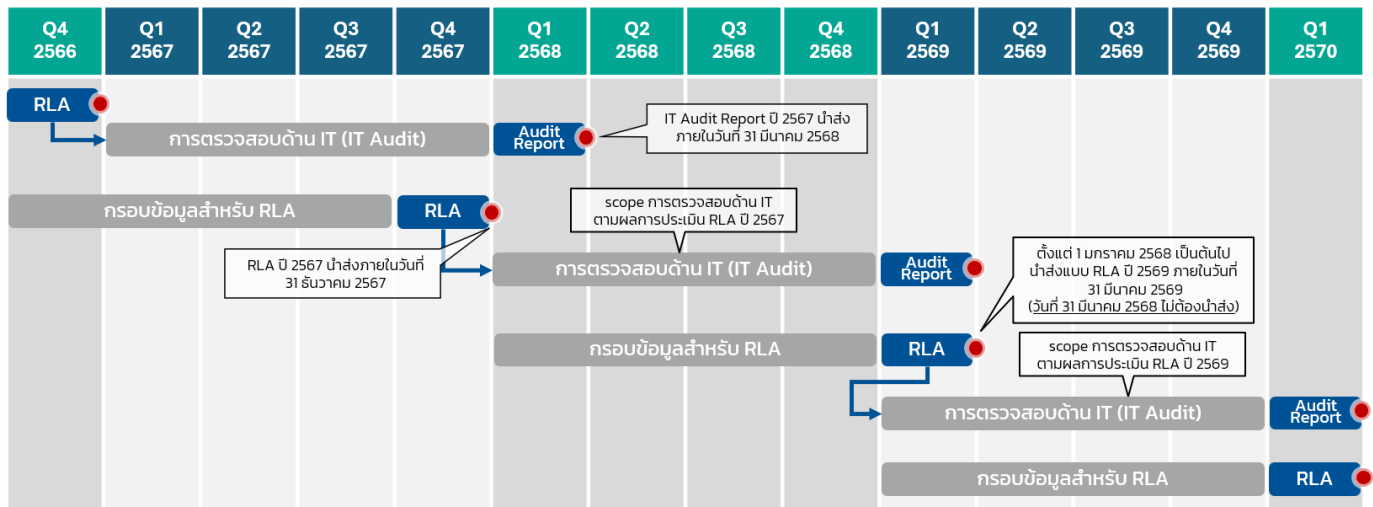 Q4
2566
Q1
2567
Q2
2567
Q3
2567
Q4
2567
Q1
2568
Q2
2568
Q3
2568
Q4
2568
Q1
2569
Q2
2569
Q3
2569
Q4
2569
Q1
2570
RLA
การตรวจสอบด้าน IT (IT Audit)
Audit
Report
IT Audit Report ปี 2567 นำส่ง
ภายในวันที่ 31 มีนาคม 2568
กรอบข้อมูลสำหรับ RLA
RLA
scope การตรวจสอบด้าน IT
ตามผลการประเมิน RLA ปี 2567
RLA ปี 2567 นำส่งภายในวันที่
31 ธันวาคม 2567
การตรวจสอบด้าน IT (IT Audit)
Audit
Report
ตั้งแต่ 1 มกราคม 2568 เป็นต้นไป
นำส่งแบบ RLA ปี 2569 ภายในวันที่
31 มีนาคม 2569
(วันที่ 31 มีนาคม 2568 ไม่ต้องนำส่ง)
กรอบข้อมูลสำหรับ RLA
RLA
scope การตรวจสอบด้าน IT
ตามผลการประเมิน RLA ปี 2569
การตรวจสอบด้าน IT (IT Audit)
Audit
Report
กรอบข้อมูลสำหรับ RLA
RLA